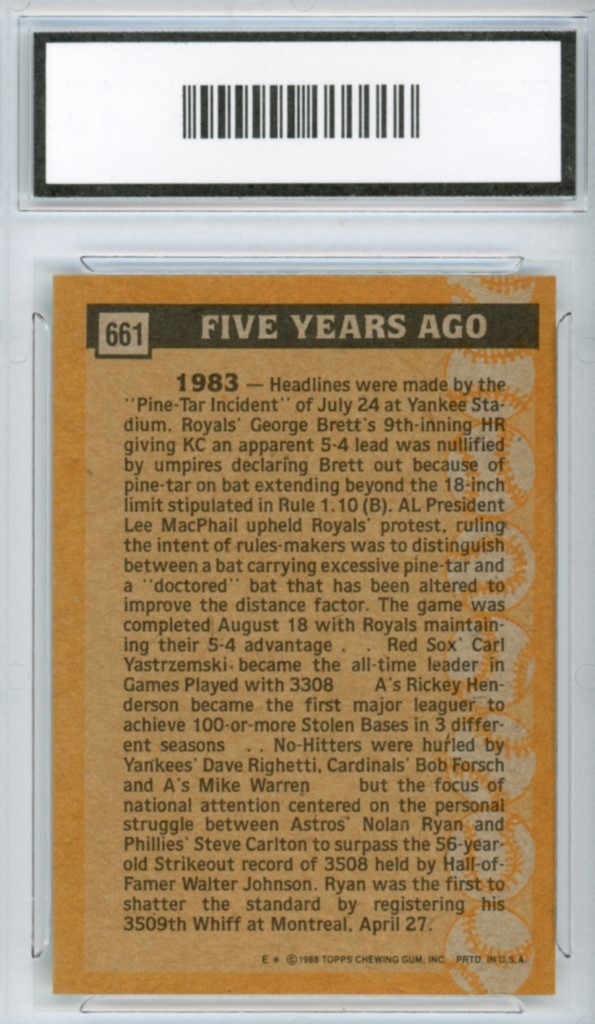 661 FIVE YEARS AGO
1983 — Headlines were made by the
"Pine-Tar Incident" of July 24 at Yankee Sta-
dium. Royals' George Brett's 9th-inning HR
giving KC an apparent 5-4 lead was nullified
by umpires declaring Brett out because of
pine-tar on bat extending beyond the 18-inch
limit stipulated in Rule 1.10 (B). AL President
Lee MacPhail upheld Royals' protest, ruling
the intent of rules-makers was to distinguish
between a bat carrying excessive pine-tar and
a "doctored" bat that has been altered to
improve the distance factor. The game was
completed August 18 with Royals maintain-
ing their 5-4 advantage . . Red Sox' Carl
Yastrzemski became the all-time leader in
Games Played with 3308 A's Rickey Hen-
derson became the first major leaguer to
achieve 100-or-more Stolen Bases in 3 differ-
ent seasons . . No-Hitters were hurled by
Yankees' Dave Righetti, Cardinals' Bob Forsch
and A's Mike Warren but the focus of
national attention centered on the personal
struggle between Astros' Nolan Ryan and
Phillies' Steve Carlton to surpass the 56-year-
old Strikeout record of 3508 held by Hall-of-
Famer Walter Johnson. Ryan was the first to
shatter the standard by registering his
3509th Whiff at Montreal, April 27.
E * ©1988 TOPPS CHEWING GUM, INC. PRTD. IN U.S.A.